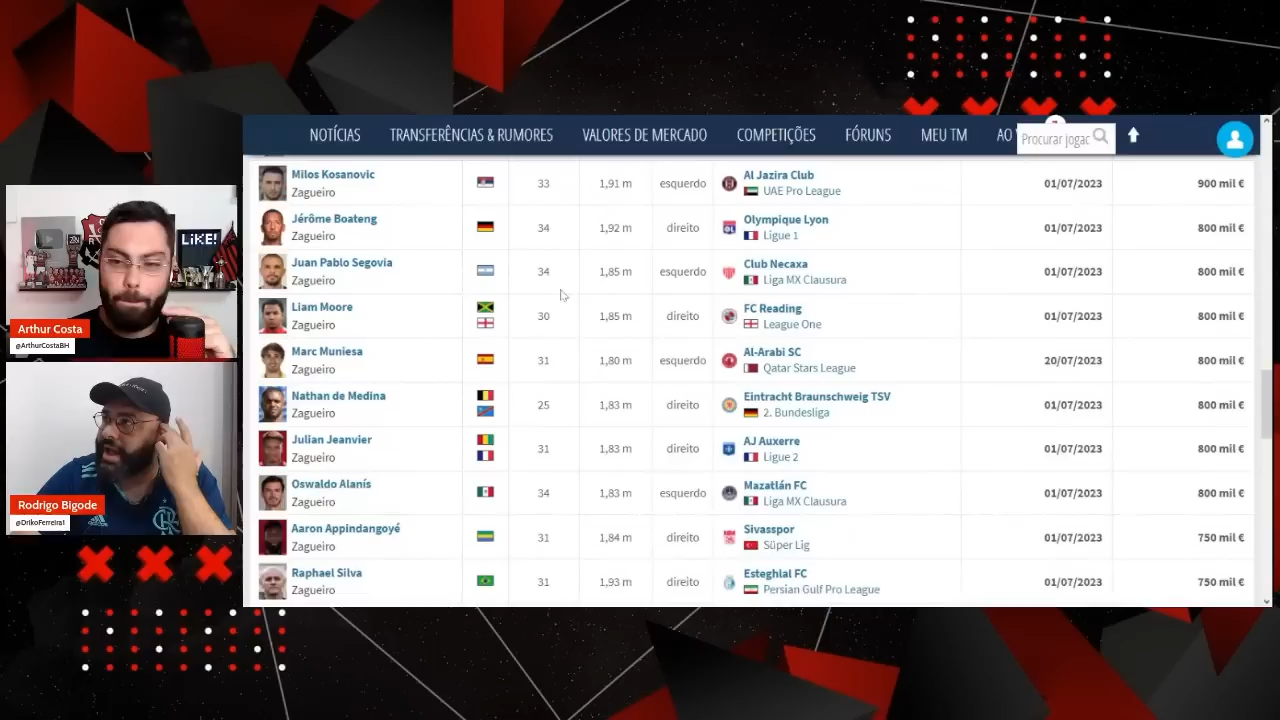 NOTÍCIAS TRANSFERÊNCIAS & RUMORES VALORES DE MERCADO COMPETIÇÕES FÓRUNS MEU TM AO Procurar jogac
Milos Kosanovic
Zagueiro
33 1,91 m esquerdo
Al Jazira Club
UAE Pro League
01/07/2023 900 mil €
Jérôme Boateng
Zagueiro
34 1,92 m direito
Olympique Lyon
Ligue 1
01/07/2023 800 mil €
Juan Pablo Segovia
Zagueiro
34 1,85 m esquerdo
Club Necaxa
Liga MX Clausura
01/07/2023 800 mil €
Liam Moore
Zagueiro
30 1,85 m direito
FC Reading
League One
01/07/2023 800 mil €
Marc Muniesa
Zagueiro
31 1,80 m esquerdo
Al-Arabi SC
Qatar Stars League
20/07/2023 800 mil €
Nathan de Medina
Zagueiro
25 1,83 m direito
Eintracht Braunschweig TSV
2. Bundesliga
01/07/2023 800 mil €
Julian Jeanvier
Zagueiro
31 1,83 m direito
AJ Auxerre
Ligue 2
01/07/2023 800 mil €
Oswaldo Alanís
Zagueiro
34 1,83 m esquerdo
Mazatlán FC
Liga MX Clausura
01/07/2023 800 mil €
Aaron Appindangoyé
Zagueiro
31 1,84 m direito
Sivasspor
Süper Lig
01/07/2023 750 mil €
Raphael Silva
Zagueiro
31 1,93 m direito
Esteghlal FC
Persian Gulf Pro League
01/07/2023 750 mil €
LiKE!
Arthur Costa
@ArthurCostaBH
Rodrigo Bigode
@DrikoFerreira1